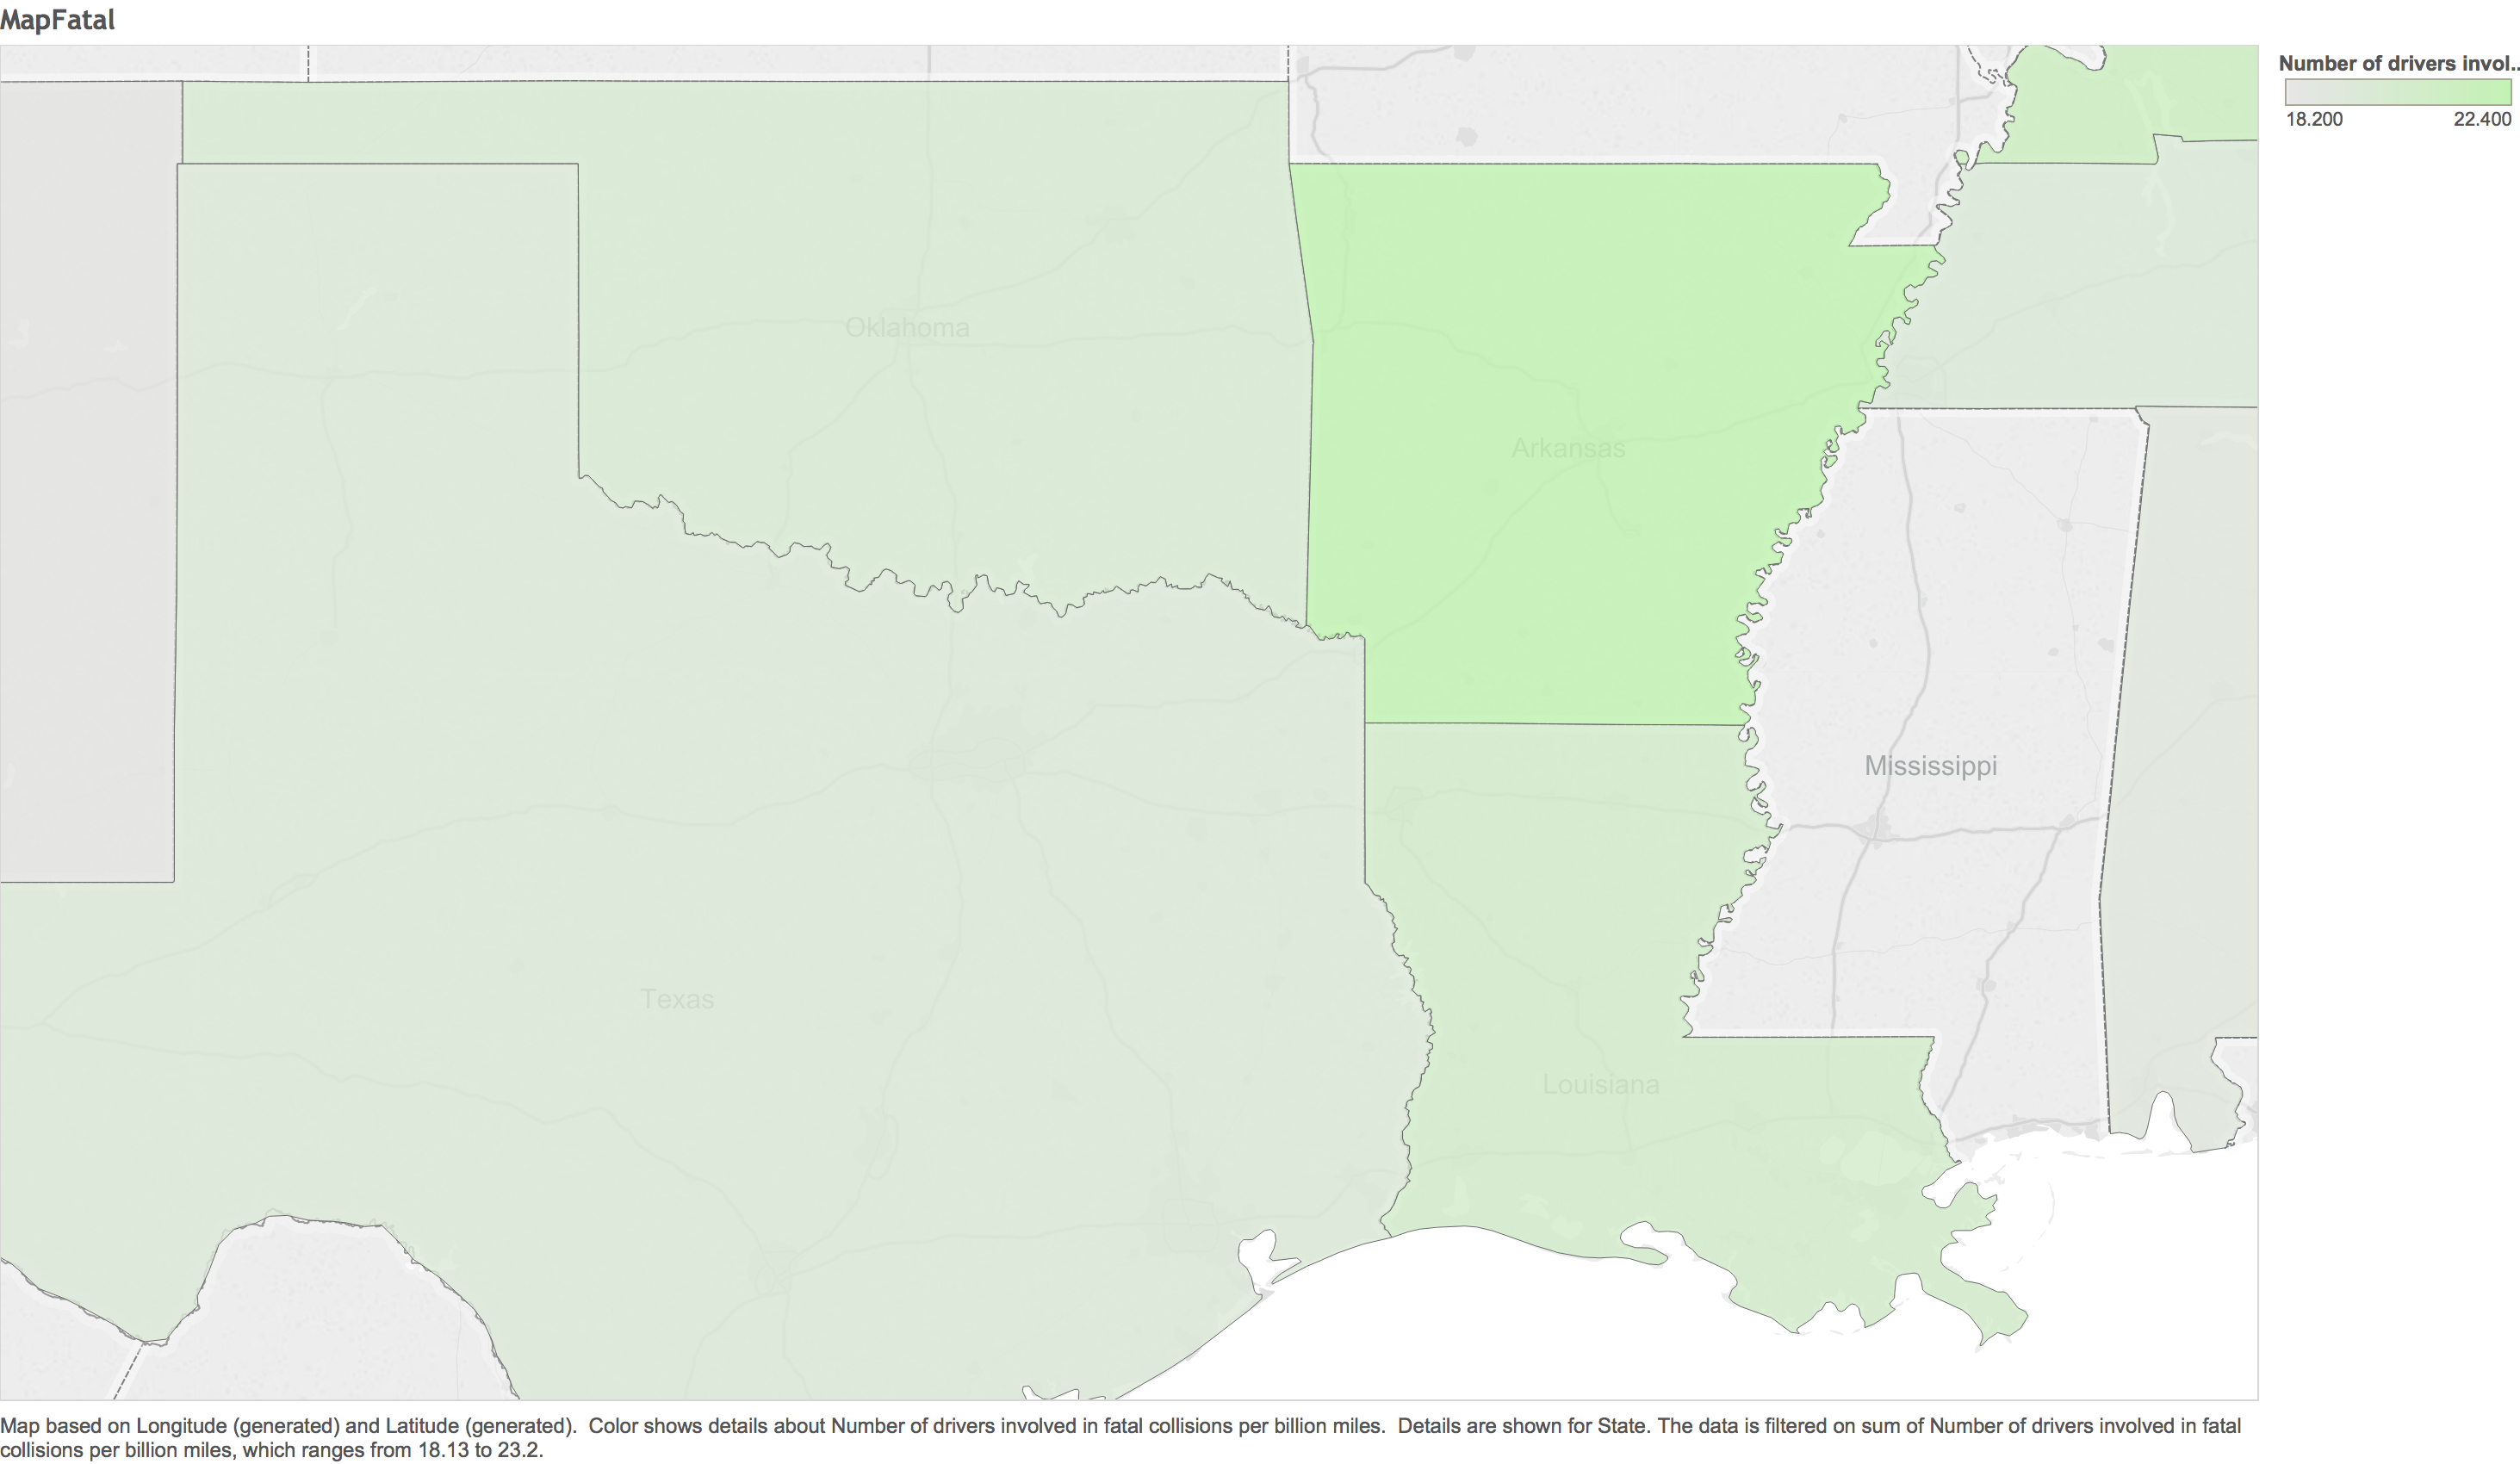 MapFatal
Number of drivers invol..
18.200 22.400
Oklahoma
Arkansas
Mississippi
Texas
Louisiana
Map based on Longitude (generated) and Latitude (generated).  Color shows details about Number of drivers involved in fatal collisions per billion miles.  Details are shown for State. The data is filtered on sum of Number of drivers involved in fatal
collisions per billion miles, which ranges from 18.13 to 23.2.